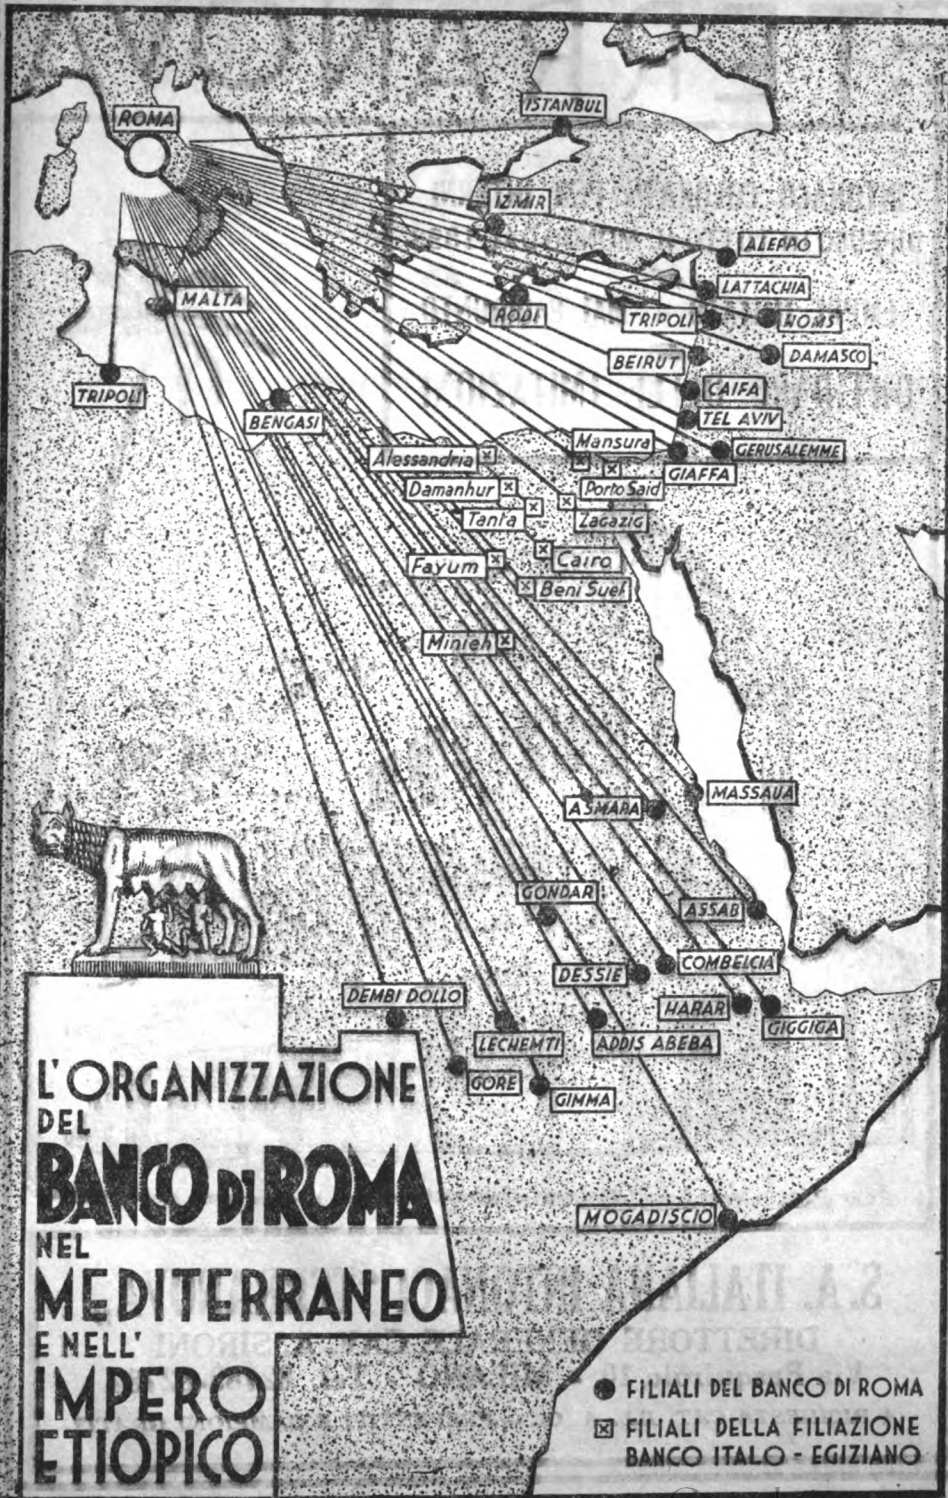 ROMA
ISTANBUL
IZMIR
ALEPPO
LATTACHIA
MALTA
RODI
TRIPOLI
HOMS
BEIRUT
DAMASCO
TRIPOLI
CAIFA
BENGASI
TEL AVIV
Mansura
GERUSALEMME
Alessandria
GIAFFA
Damanhur
Porto Said
Tanta
Zagazig
Cairo
Fayum
Beni Suef
Minieh
MASSAUA
ASMARA
GONDAR
ASSAB
COMBELCIA
DESSIE
DEMBI DOLLO
HARAR
GIGGIGA
LECHEMTI
ADDIS ABEBA
GORE
GIMMA
MOGADISCIO
L'ORGANIZZAZIONE
DEL
BANCO DI ROMA
NEL
MEDITERRANEO
E NELL'
IMPERO
ETIOPICO
FILIALI DEL BANCO DI ROMA
FILIALI DELLA FILIAZIONE
BANCO ITALO - EGIZIANO